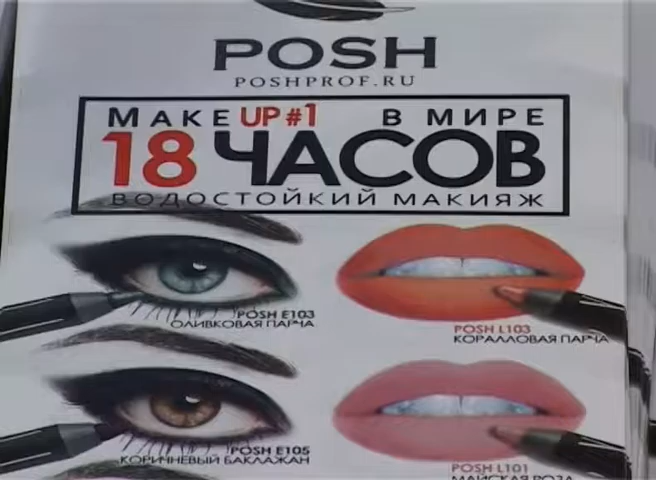 POSH
POSHPROF.RU
MAKE UP #1 В МИРЕ
18 ЧАСОВ
ВОДОСТОЙКИЙ МАКИЯЖ
POSH E103
ОЛИВКОВАЯ ПАРЧА
POSH L103
КОРАЛЛОВАЯ ПАРЧА
POSH E105
КОРИЧНЕВЫЙ БАКЛАЖАН
POSH L101
МАЙСКАЯ РОЗА